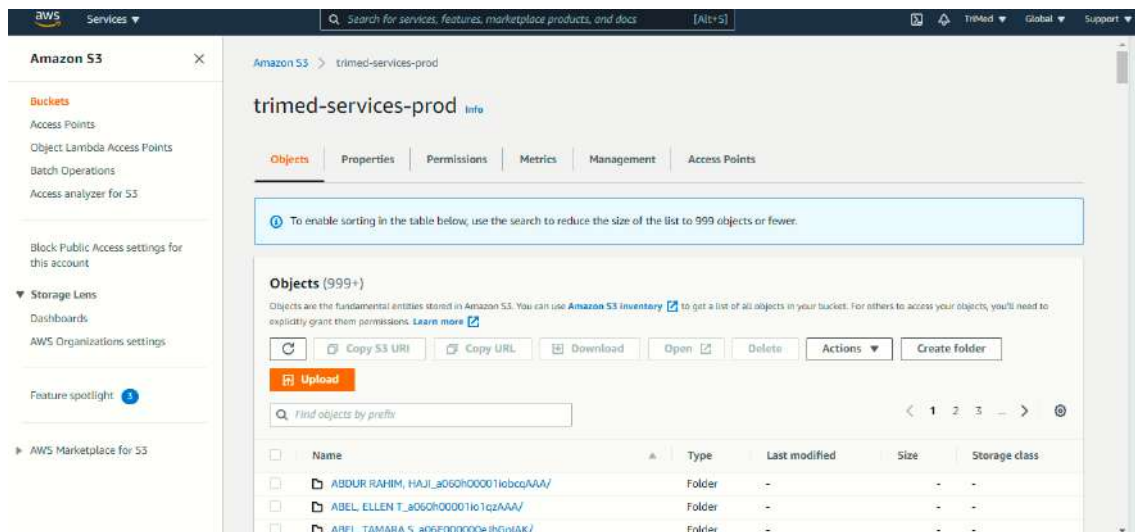 aws Services ▼ Search for services, features, marketplace products, and docs [Alt+S] TriMed ▼ Global ▼ Support ▼
Amazon S3 ×
Buckets
Access Points
Object Lambda Access Points
Batch Operations
Access analyzer for S3
Block Public Access settings for
this account
▼ Storage Lens
Dashboards
AWS Organizations settings
Feature spotlight 3
▶ AWS Marketplace for S3
Amazon S3 > trimed-services-prod
trimed-services-prod Info
Objects Properties Permissions Metrics Management Access Points
To enable sorting in the table below, use the search to reduce the size of the list to 999 objects or fewer.
Objects (999+)
Objects are the fundamental entities stored in Amazon S3. You can use Amazon S3 inventory to get a list of all objects in your bucket. For others to access your objects, you'll need to
explicitly grant them permissions. Learn more
Copy S3 URI Copy URL Download Open Delete Actions ▼ Create folder
Upload
Find objects by prefix < 1 2 3 ... >
Name Type Last modified Size Storage class
ABDUR RAHIM, HAJI_a060h00001iobcqAAA/ Folder - - -
ABEL, ELLEN T_a060h00001io1qzAAA/ Folder - - -
ABEL, TAMARA Folder - - -